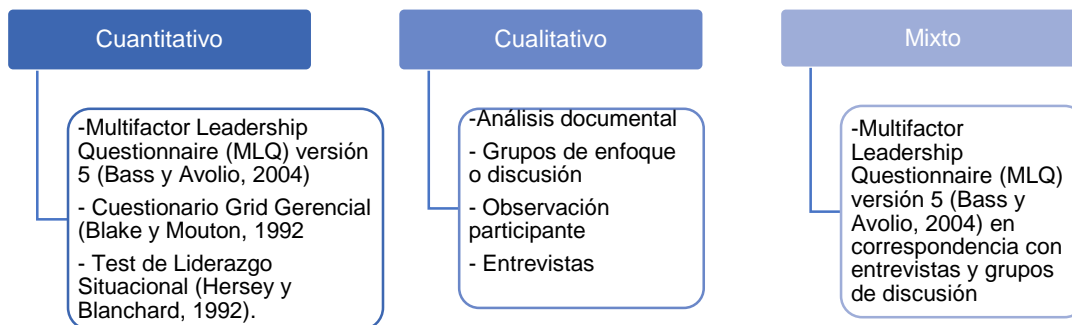 Cuantitativo
-Multifactor Leadership
Questionnaire (MLQ) versión
5 (Bass y Avolio, 2004)
- Cuestionario Grid Gerencial
(Blake y Mouton, 1992
- Test de Liderazgo
Situacional (Hersey y
Blanchard, 1992).
Cualitativo
-Análisis documental
- Grupos de enfoque
o discusión
- Observación
participante
- Entrevistas
Mixto
-Multifactor
Leadership
Questionnaire (MLQ)
versión 5 (Bass y
Avolio, 2004) en
correspondencia con
entrevistas y grupos
de discusión